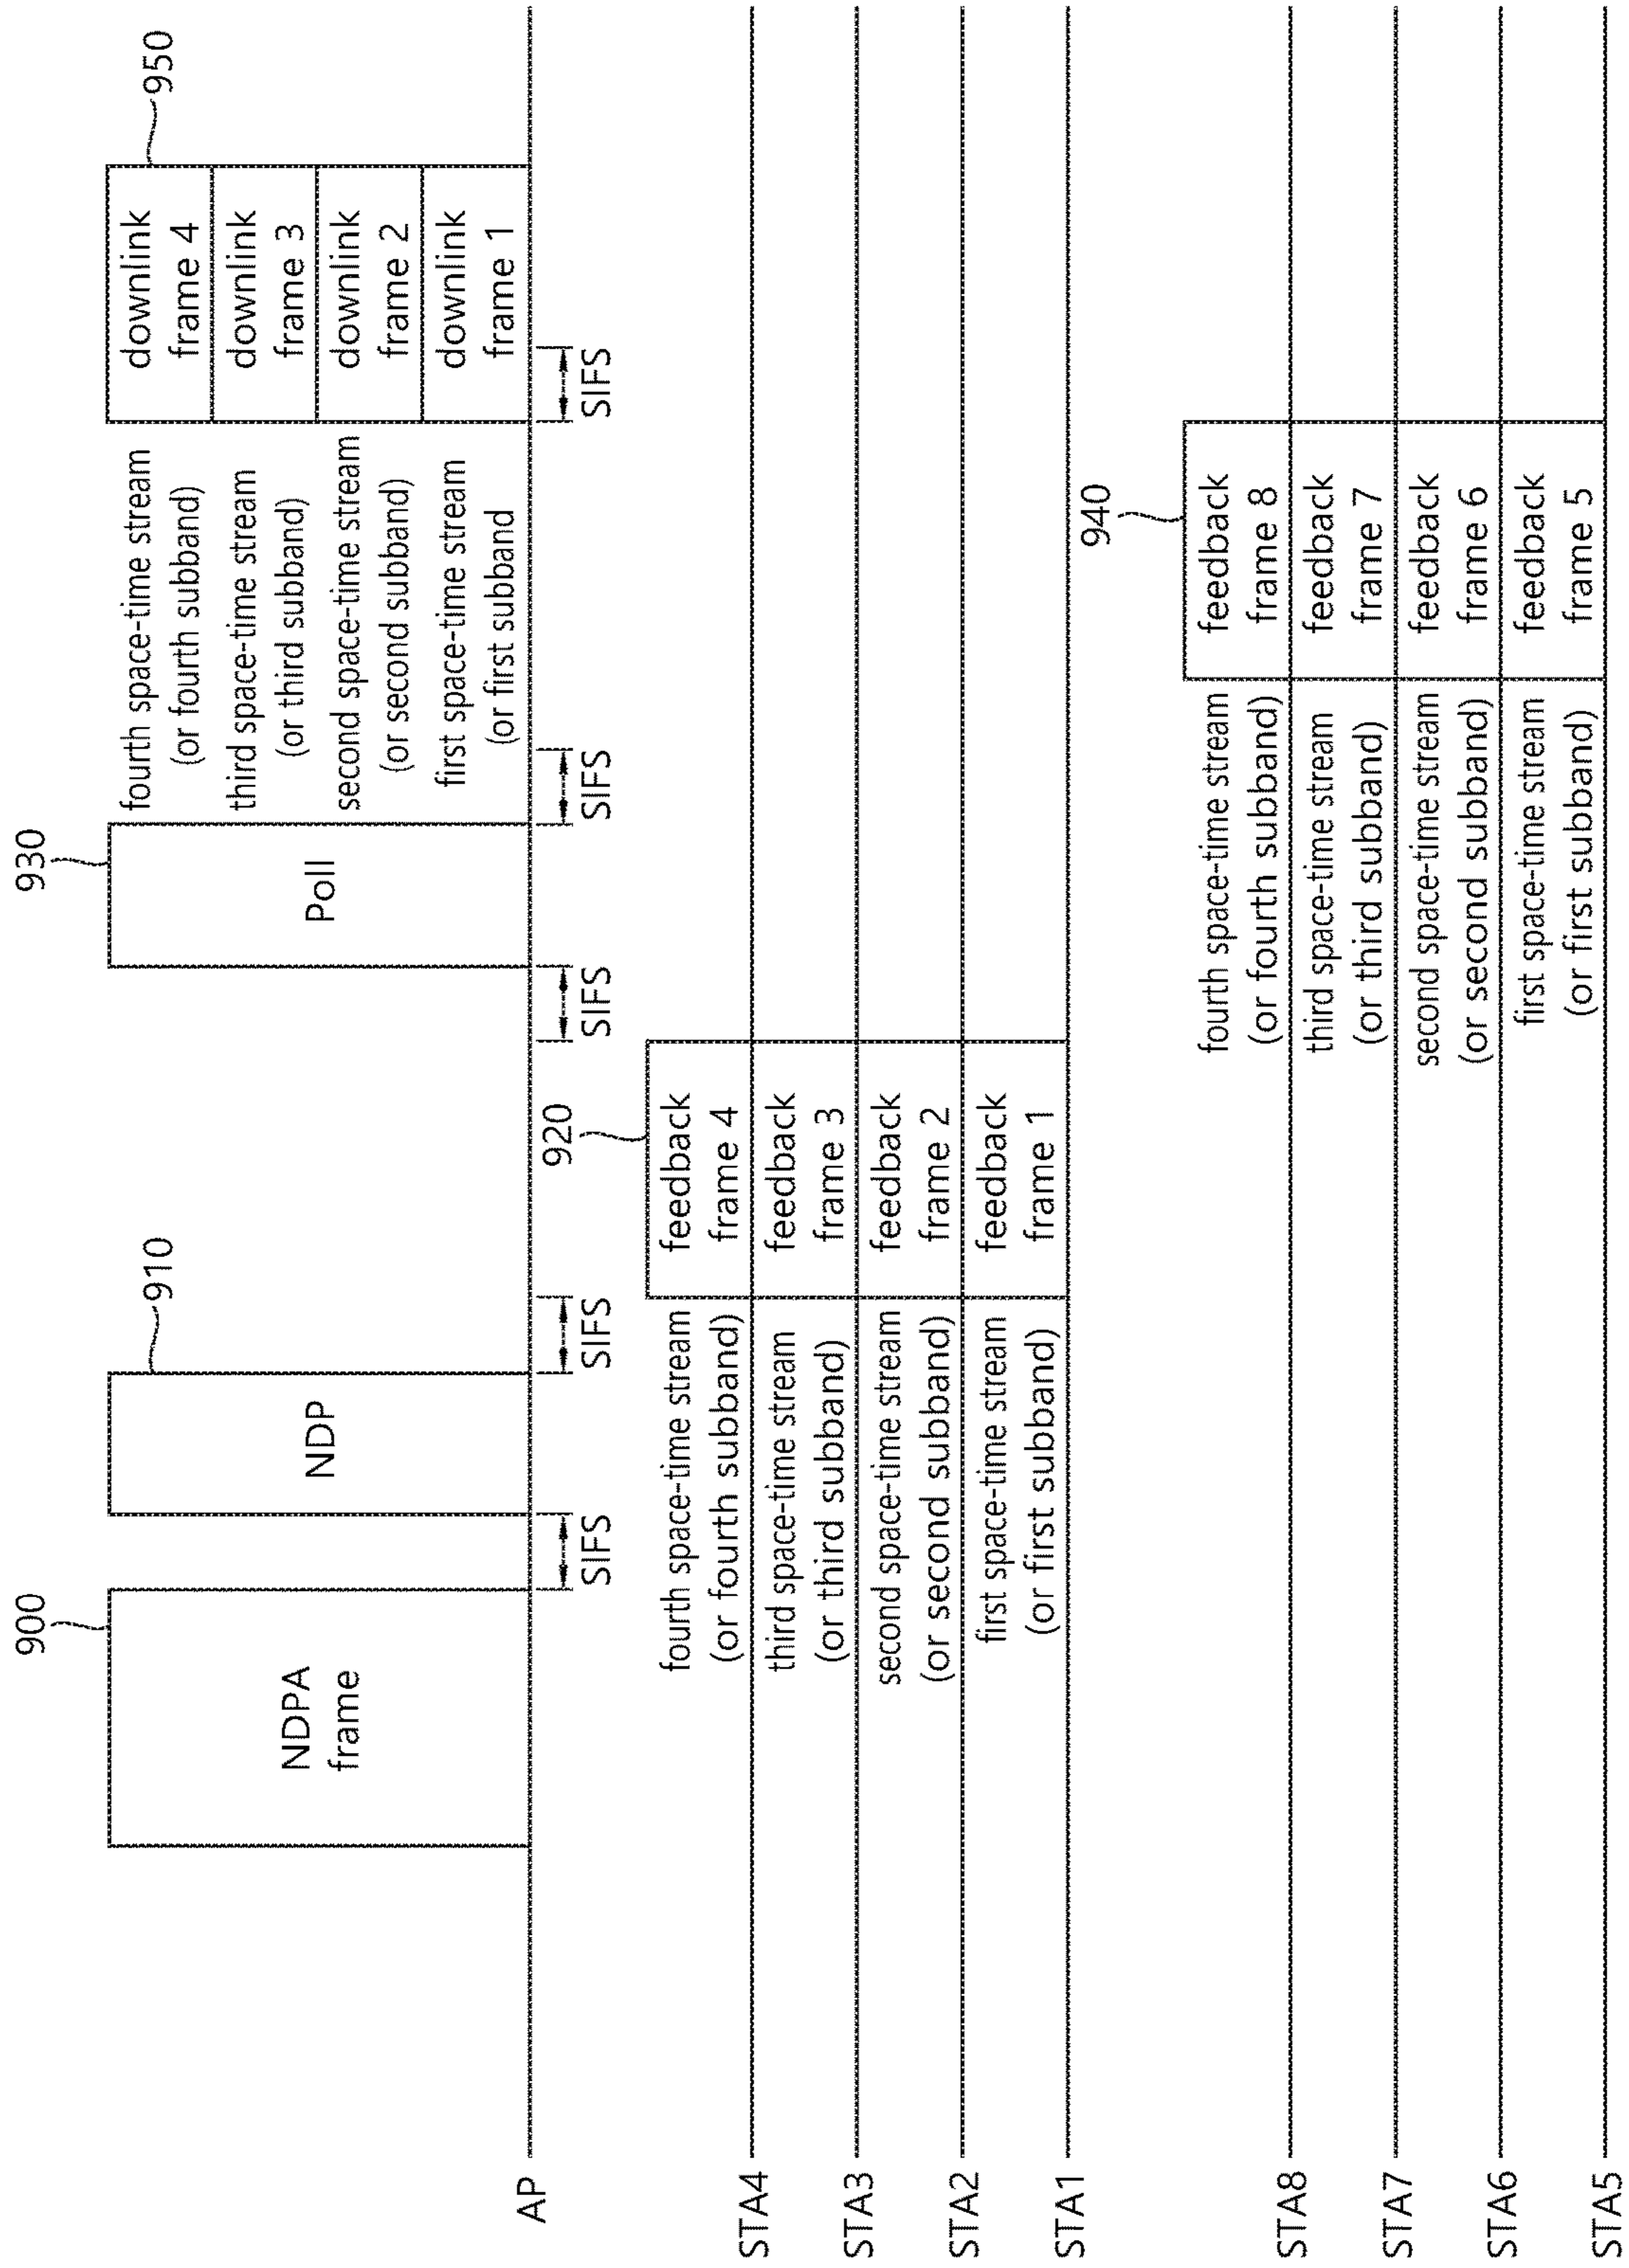 900
NDPA
frame
SIFS
910
NDP
SIFS
930
Poll
SIFS
SIFS
fourth space-time stream
(or fourth subband)
third space-time stream
(or third subband)
second space-time stream
(or second subband)
first space-time stream
(or first subband
950
downlink
frame 4
downlink
frame 3
downlink
frame 2
downlink
frame 1
SIFS
AP
920
fourth space-time stream
(or fourth subband)
feedback
frame 4
STA4
third space-time stream
(or third subband)
feedback
frame 3
STA3
second space-time stream
(or second subband)
feedback
frame 2
STA2
first space-time stream
(or first subband)
feedback
frame 1
STA1
940
fourth space-time stream
(or fourth subband)
feedback
frame 8
STA8
third space-time stream
(or third subband)
feedback
frame 7
STA7
second space-time stream
(or second subband)
feedback
frame 6
STA6
first space-time stream
(or first subband)
feedback
frame 5
STA5